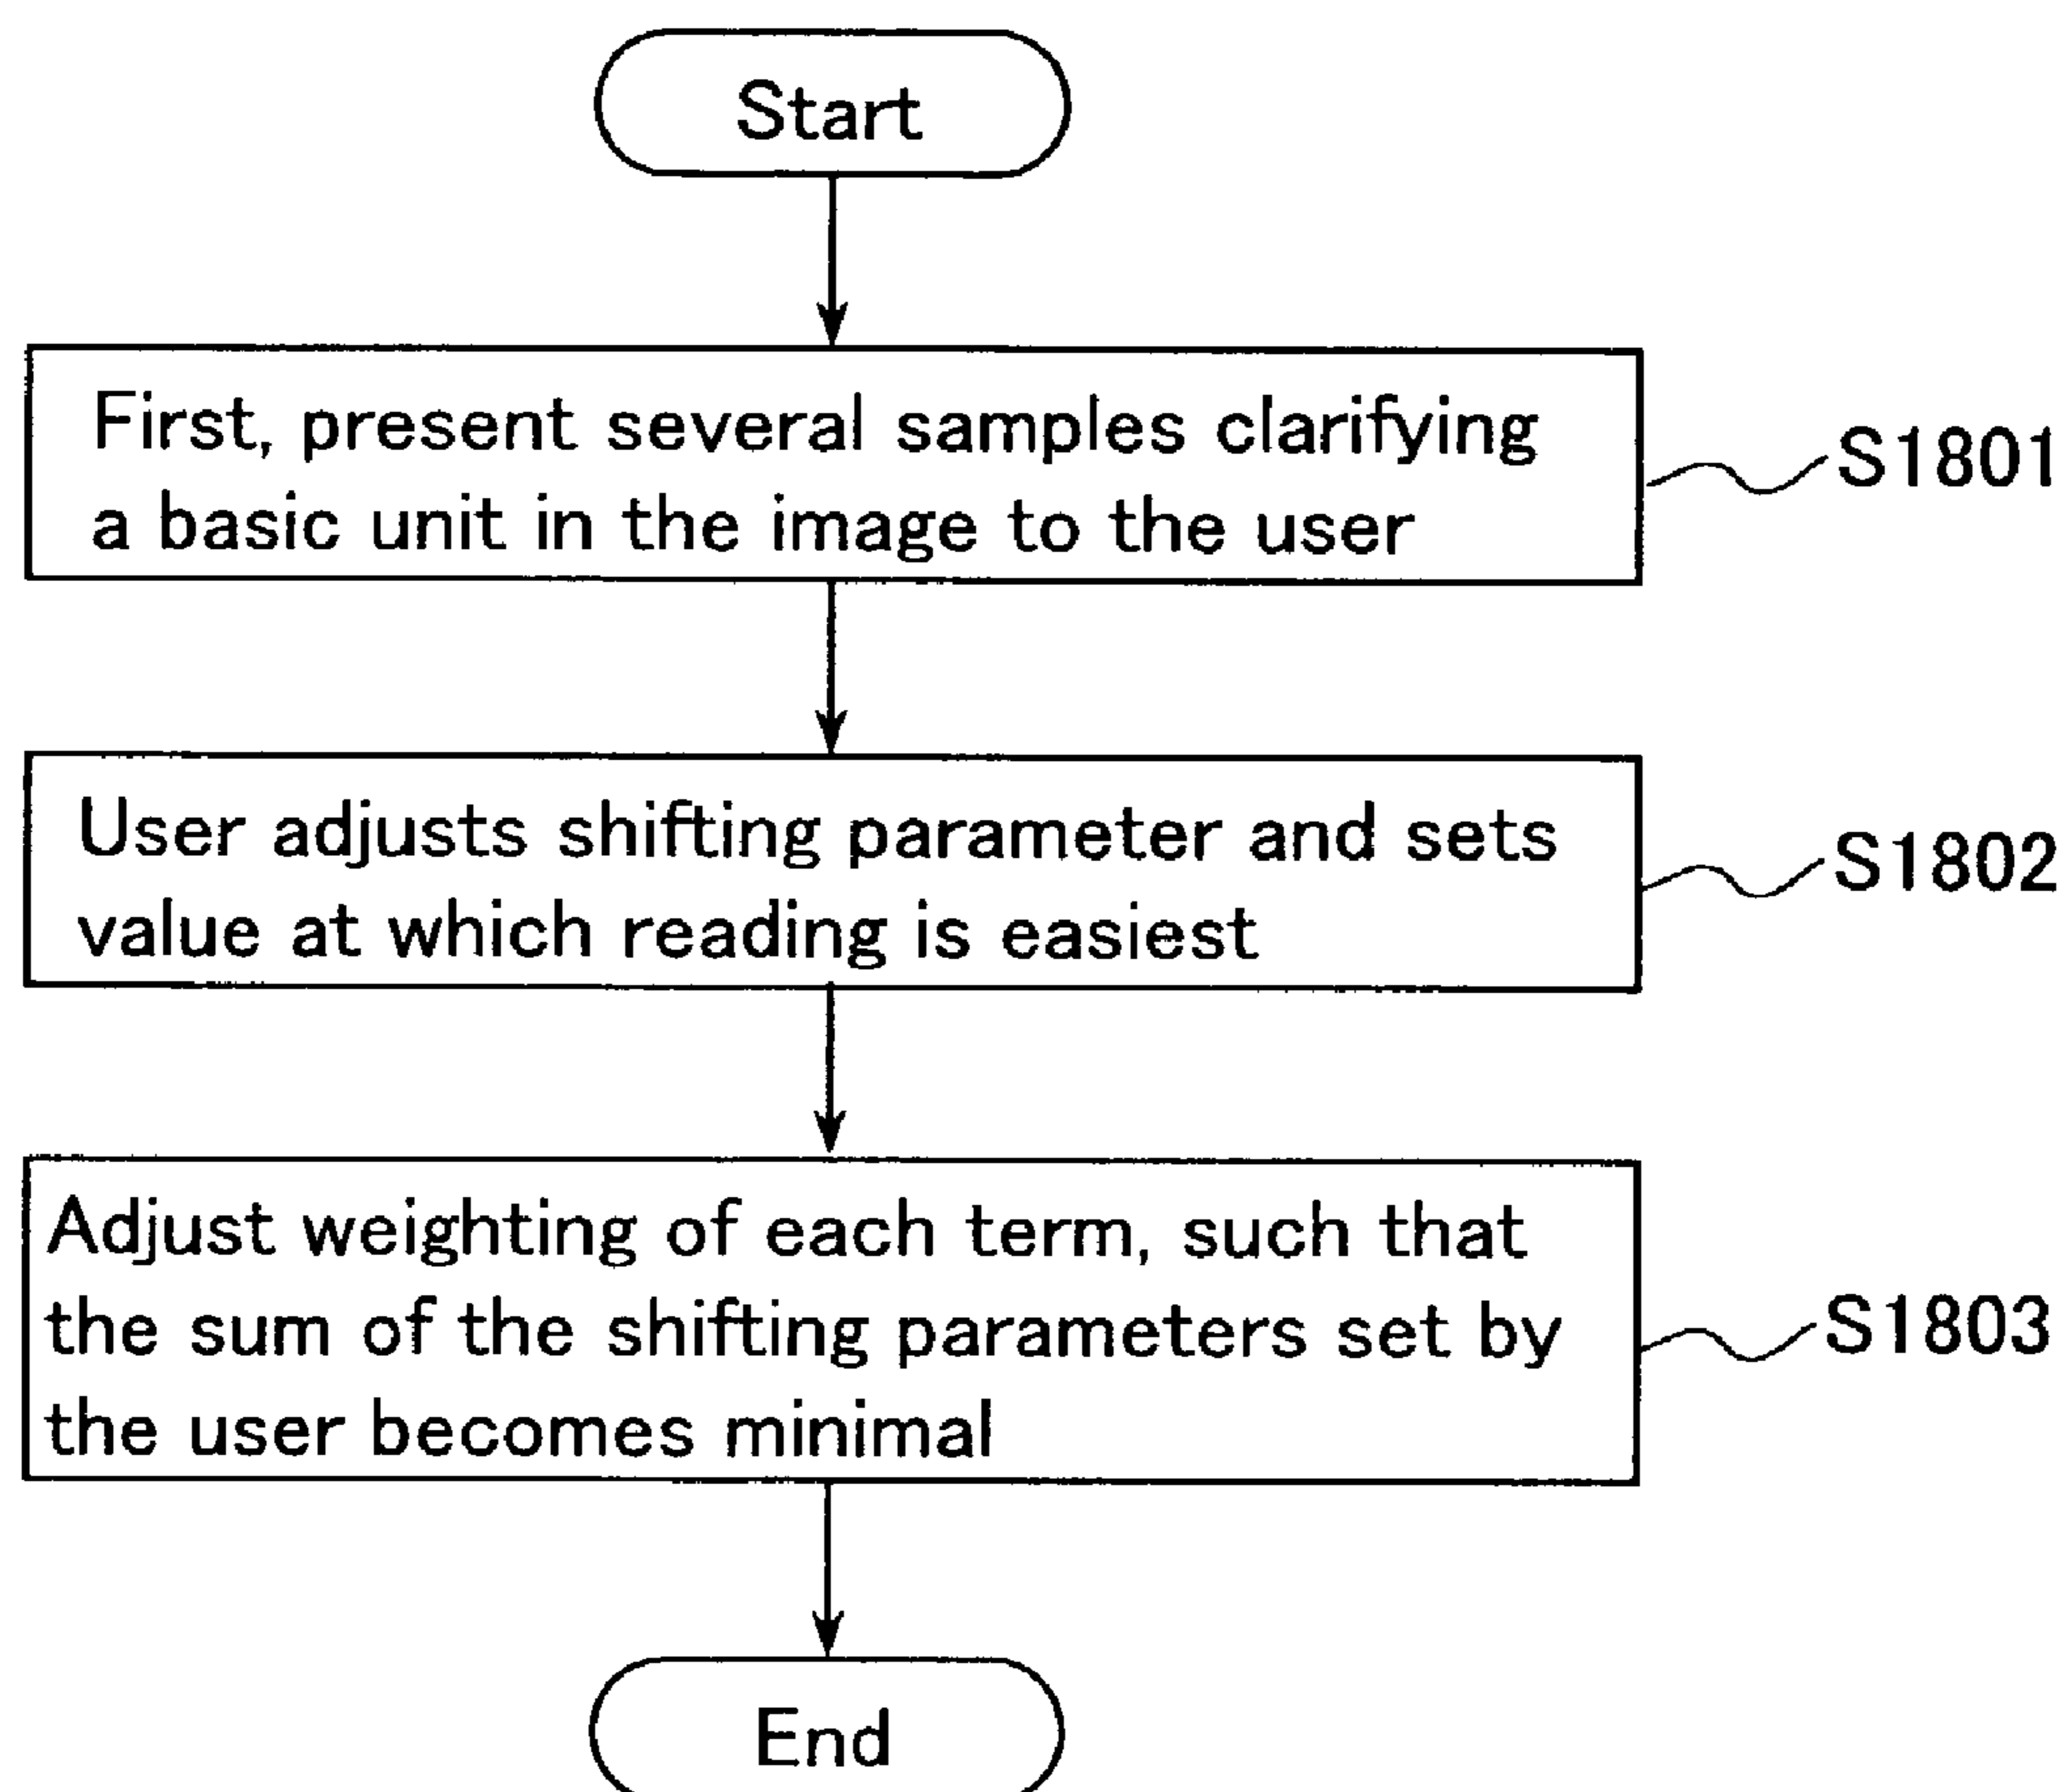 Start
First, present several samples clarifying
a basic unit in the image to the user
S1801
User adjusts shifting parameter and sets
value at which reading is easiest
S1802
Adjust weighting of each term, such that
the sum of the shifting parameters set by
the user becomes minimal
S1803
End